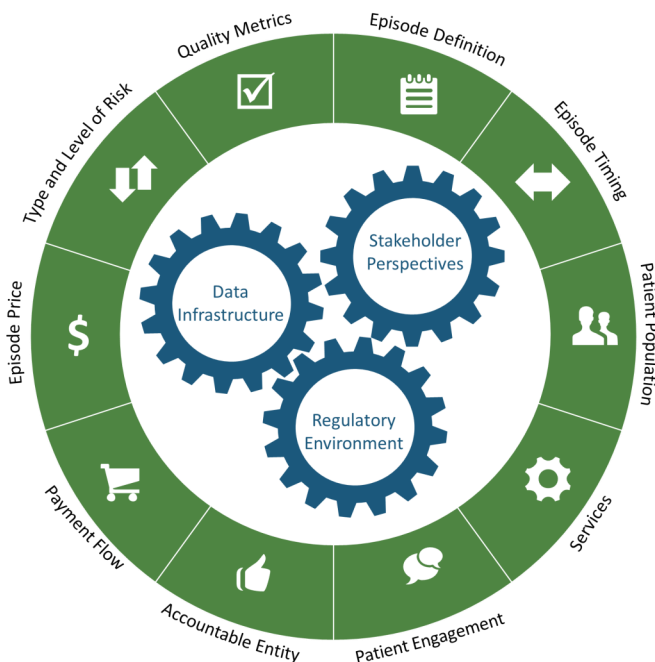 Quality Metrics
Episode Definition
Episode Timing
Patient Population
Services
Patient Engagement
Accountable Entity
Payment Flow
Episode Price
$
Type and Level of Risk
Stakeholder
Perspectives
Data
Infrastructure
Regulatory
Environment